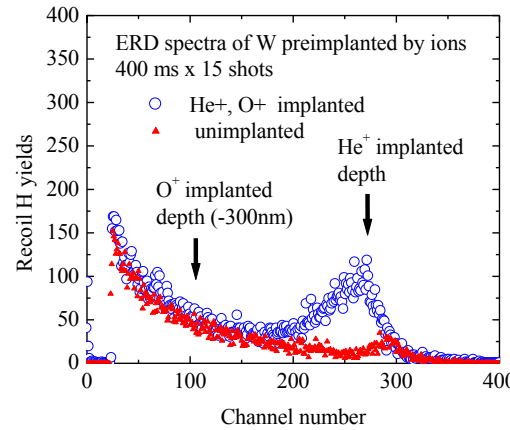 400
350
300
250
200
150
100
50
0
Recoil H yields
ERD spectra of W preimplanted by ions
400 ms x 15 shots
He+, O+ implanted
unimplanted
He+ implanted
depth
O+ implanted
depth (-300nm)
0 100 200 300 400
Channel number